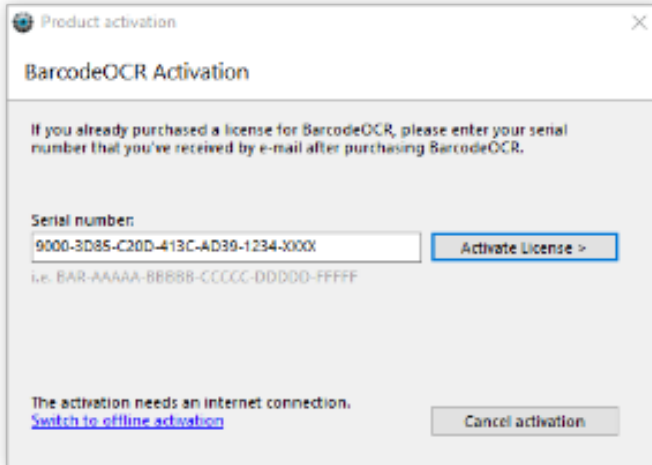 Product activation
BarcodeOCR Activation
If you already purchased a license for BarcodeOCR, please enter your serial
number that you've received by e-mail after purchasing BarcodeOCR.
Serial number:
9000-3D85-C20D-413C-AD39-1234-XXXX
Activate License >
i.e. BAR-AAAAA-BBBBB-CCCCC-DDDDD-FFFFF
The activation needs an internet connection.
Switch to offline activation
Cancel activation